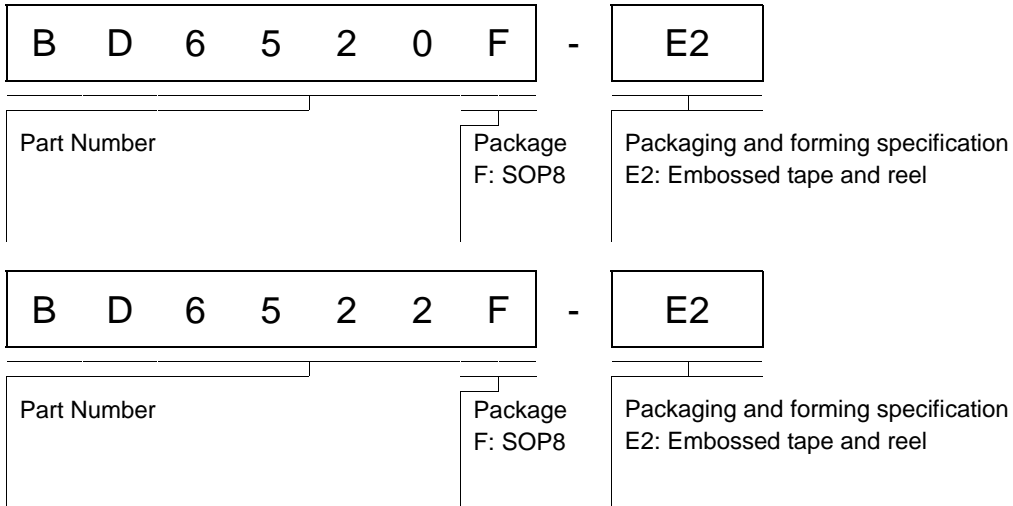 B D 6 5 2 0 F - E2
Part Number
Package
F: SOP8
Packaging and forming specification
E2: Embossed tape and reel
B D 6 5 2 2 F - E2
Part Number
Package
F: SOP8
Packaging and forming specification
E2: Embossed tape and reel